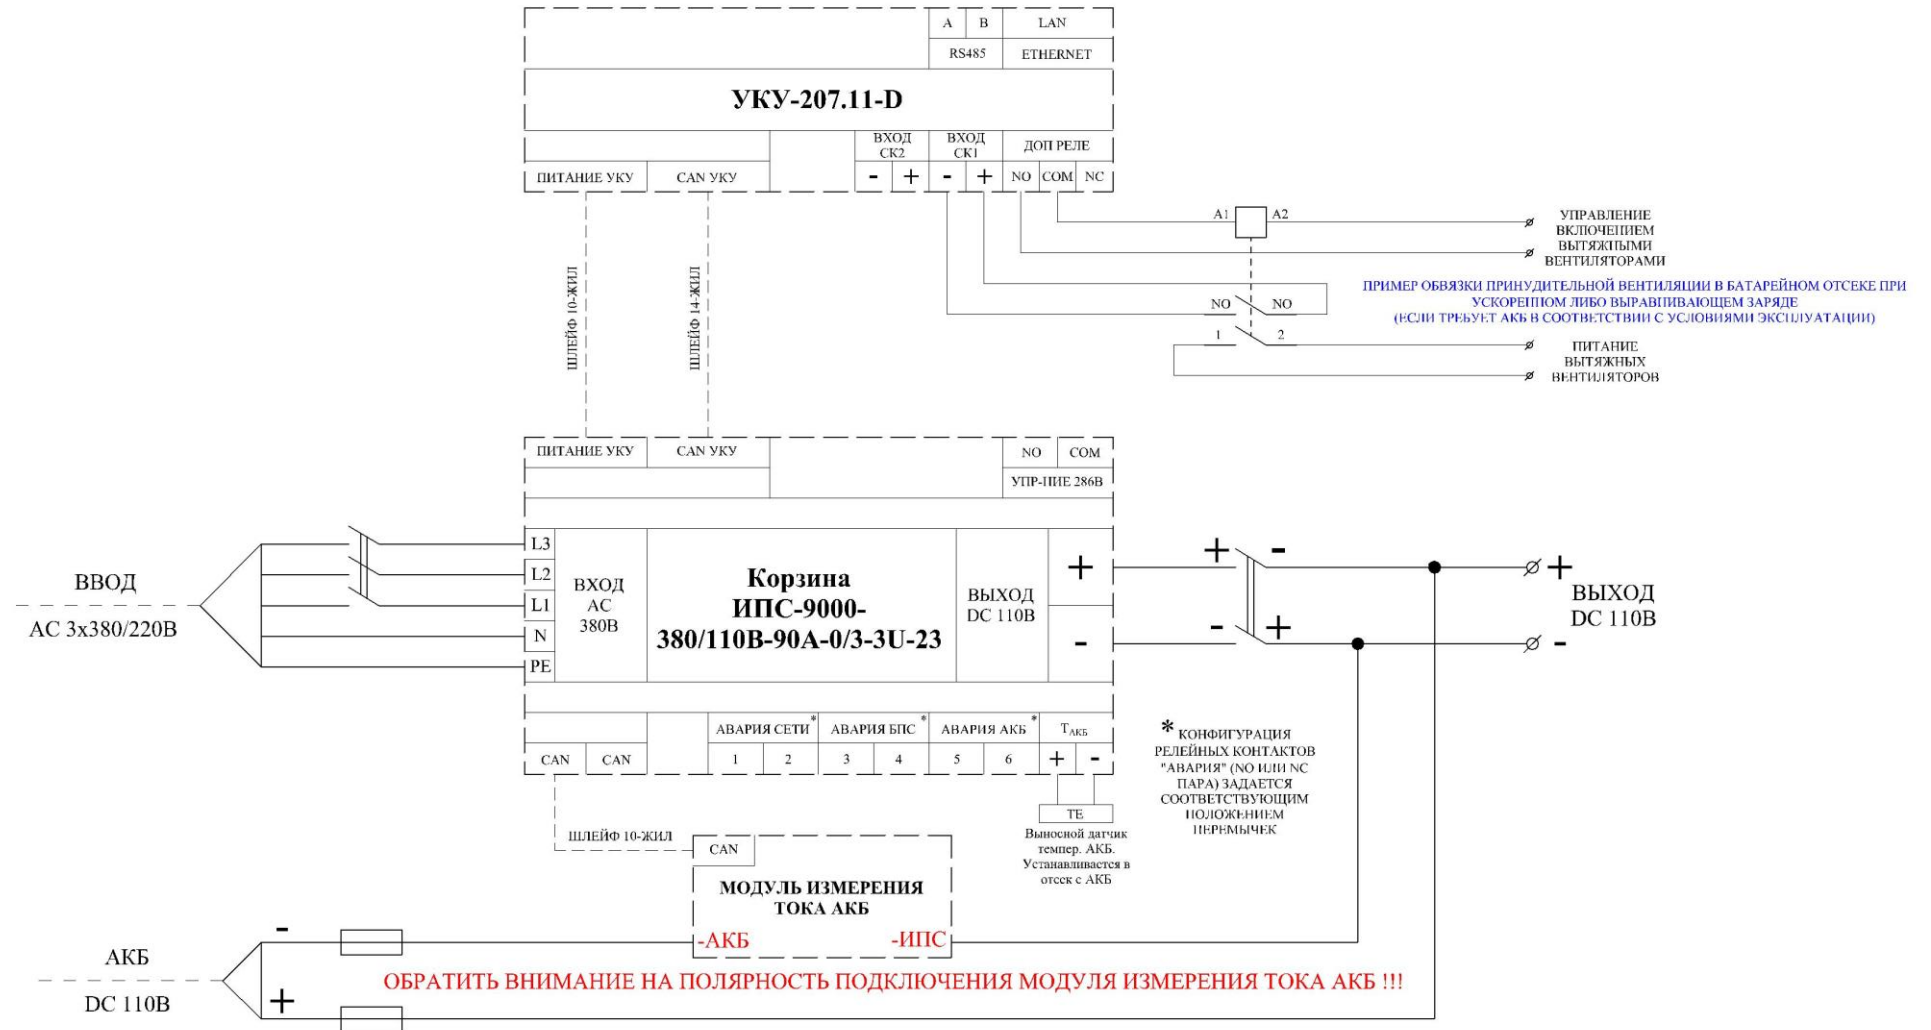 A B LAN
RS485 ETHERNET
УКУ-207.11-D
ВХОД ВХОД ДОП РЕЛЕ
СК2 СК1
ПИТАНИЕ УКУ CAN УКУ - + - + NO COM NC
A1 A2
УПРАВЛЕНИЕ
ВКЛЮЧЕНИЕМ
ВЫТЯЖНЫМИ
ВЕНТИЛЯТОРАМИ
ШЛЕЙФ 10-ЖИЛ
ШЛЕЙФ 14-ЖИЛ
ПРИМЕР ОБВЯЗКИ ПРИНУДИТЕЛЬНОЙ ВЕНТИЛЯЦИИ В БАТАРЕЙНОМ ОТСЕКЕ ПРИ
УСКОРЕННОМ ЛИБО ВЫРАВНИВАЮЩЕМ ЗАРЯДЕ
(ЕСЛИ ТРЕБУЕТ АКБ В СООТВЕТСТВИИ С УСЛОВИЯМИ ЭКСПЛУАТАЦИИ)
NO NO
1 2
ПИТАНИЕ
ВЫТЯЖНЫХ
ВЕНТИЛЯТОРОВ
ПИТАНИЕ УКУ CAN УКУ NO COM
УПР-НИЕ 286В
ВВОД
АС 3х380/220В
L3
L2
L1
N
PE
ВХОД
АС
380В
Корзина
ИПС-9000-
380/110В-90А-0/3-3U-23
ВЫХОД
DC 110В
+
-
+ -
- +
+
-
ВЫХОД
DC 110В
АВАРИЯ СЕТИ* АВАРИЯ БПС* АВАРИЯ АКБ* ТАКБ
CAN CAN 1 2 3 4 5 6 + -
TE
Выносной датчик
темпер. АКБ.
Устанавливается в
отсек с АКБ
* КОНФИГУРАЦИЯ
РЕЛЕЙНЫХ КОНТАКТОВ
"АВАРИЯ" (NO ИЛИ NC
ПАРА) ЗАДАЕТСЯ
СООТВЕТСТВУЮЩИМ
ПОЛОЖЕНИЕМ
ПЕРЕМЫЧЕК
ШЛЕЙФ 10-ЖИЛ
CAN
МОДУЛЬ ИЗМЕРЕНИЯ
ТОКА АКБ
-АКБ -ИПС
АКБ
DC 110В
-
+
ОБРАТИТЬ ВНИМАНИЕ НА ПОЛЯРНОСТЬ ПОДКЛЮЧЕНИЯ МОДУЛЯ ИЗМЕРЕНИЯ ТОКА АКБ !!!